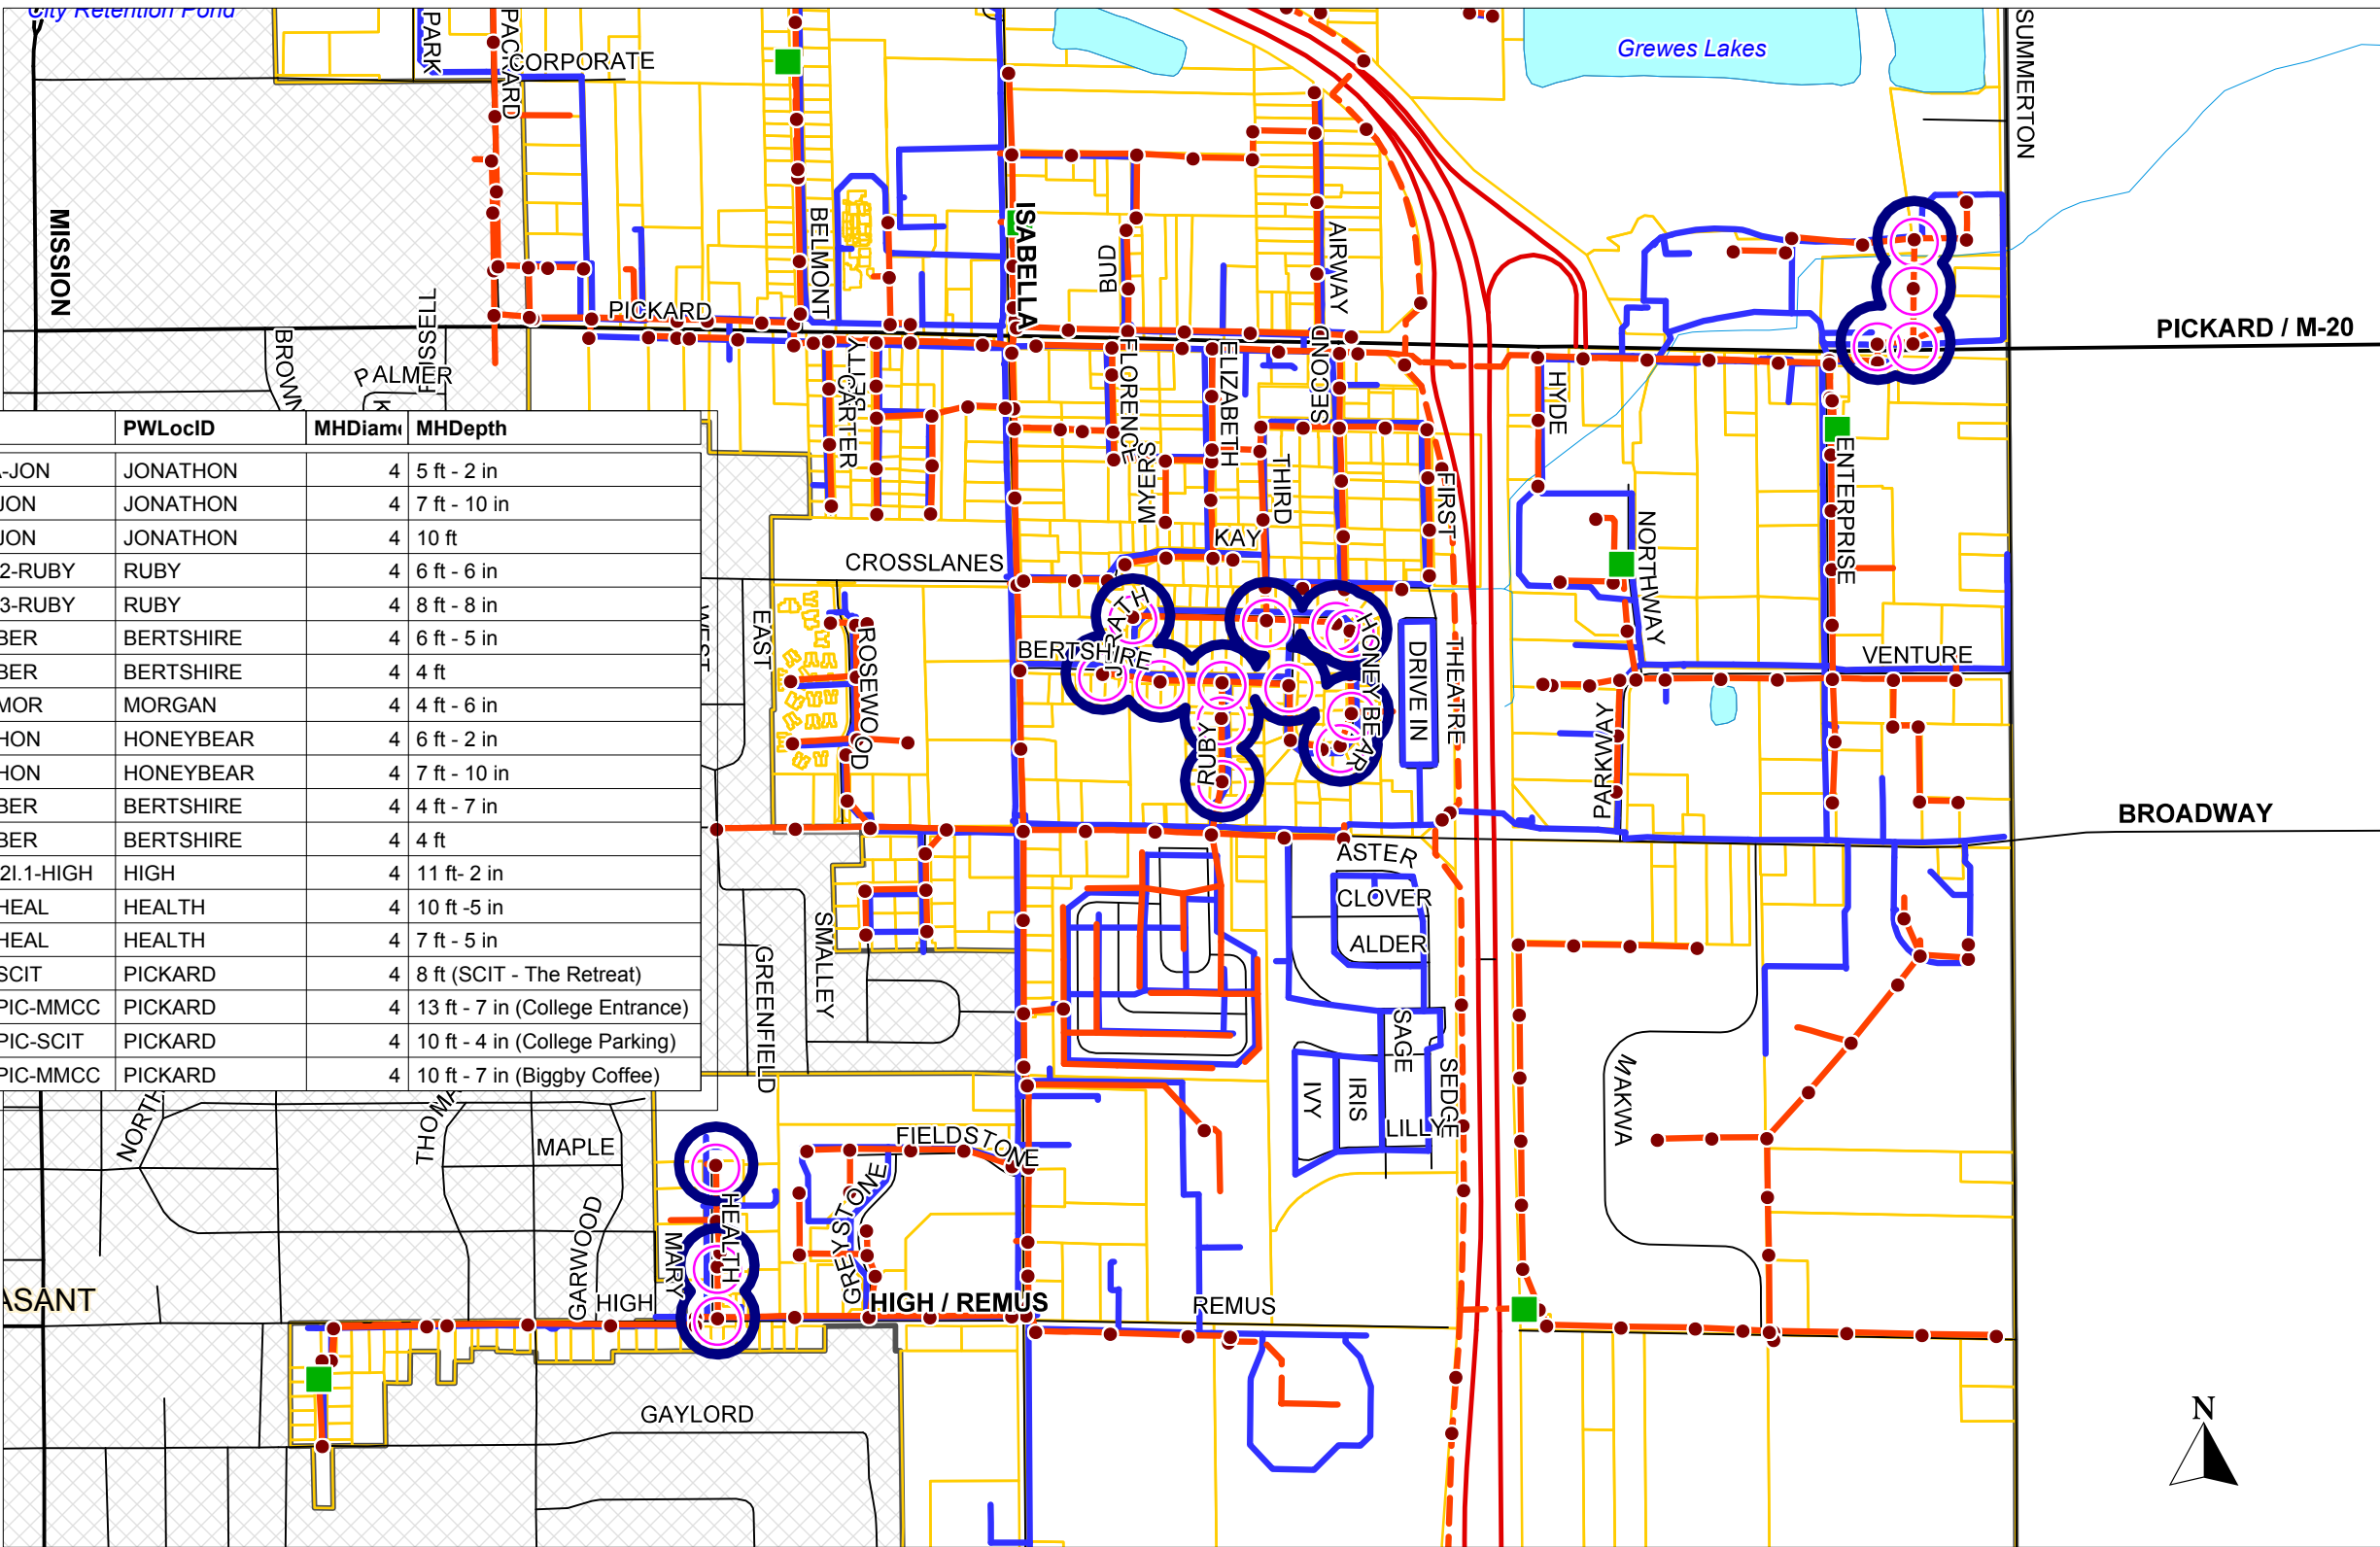 City Retention Pond
PARK
PACKARD
CORPORATE
Grewes Lakes
SUMMERTON
MISSION
BELMONT
ISABELLA
BUD
AIRWAY
PICKARD
PICKARD / M-20
BROWN
PALMER
FISSELL
BETTY
CARTER
FLORENCE
ELIZABETH
SECOND
HYDE
MYERS
THIRD
FIRST
ENTERPRISE
NORTHWAY
KAY
CROSSLANES
WEST
EAST
ROSEWOOD
BERTSHIRE
HONEY BEAR
RUBY
DRIVE IN
THEATRE
VENTURE
PARKWAY
BROADWAY
PWLocID MHDiam MHDepth
-JON JONATHON 4 5 ft - 2 in
JON JONATHON 4 7 ft - 10 in
JON JONATHON 4 10 ft
2-RUBY RUBY 4 6 ft - 6 in
3-RUBY RUBY 4 8 ft - 8 in
BER BERTSHIRE 4 6 ft - 5 in
BER BERTSHIRE 4 4 ft
MOR MORGAN 4 4 ft - 6 in
HON HONEYBEAR 4 6 ft - 2 in
HON HONEYBEAR 4 7 ft - 10 in
BER BERTSHIRE 4 4 ft - 7 in
BER BERTSHIRE 4 4 ft
2I.1-HIGH HIGH 4 11 ft- 2 in
HEAL HEALTH 4 10 ft -5 in
HEAL HEALTH 4 7 ft - 5 in
SCIT PICKARD 4 8 ft (SCIT - The Retreat)
PIC-MMCC PICKARD 4 13 ft - 7 in (College Entrance)
PIC-SCIT PICKARD 4 10 ft - 4 in (College Parking)
PIC-MMCC PICKARD 4 10 ft - 7 in (Biggby Coffee)
ASTER
CLOVER
ALDER
SMALLEY
GREENFIELD
SAGE
SEDGE
IVY
IRIS
LILLY
WAKWA
NORTH
THOMA
MAPLE
FIELDSTONE
GREYSTONE
GARWOOD
MARY
HEALTH
ASANT
HIGH
HIGH / REMUS
REMUS
GAYLORD
N